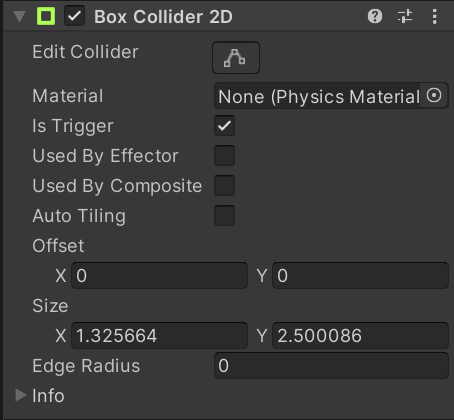 Box Collider 2D
Edit Collider
Material None (Physics Material
Is Trigger
Used By Effector
Used By Composite
Auto Tiling
Offset
X 0 Y 0
Size
X 1.325664 Y 2.500086
Edge Radius 0
Info